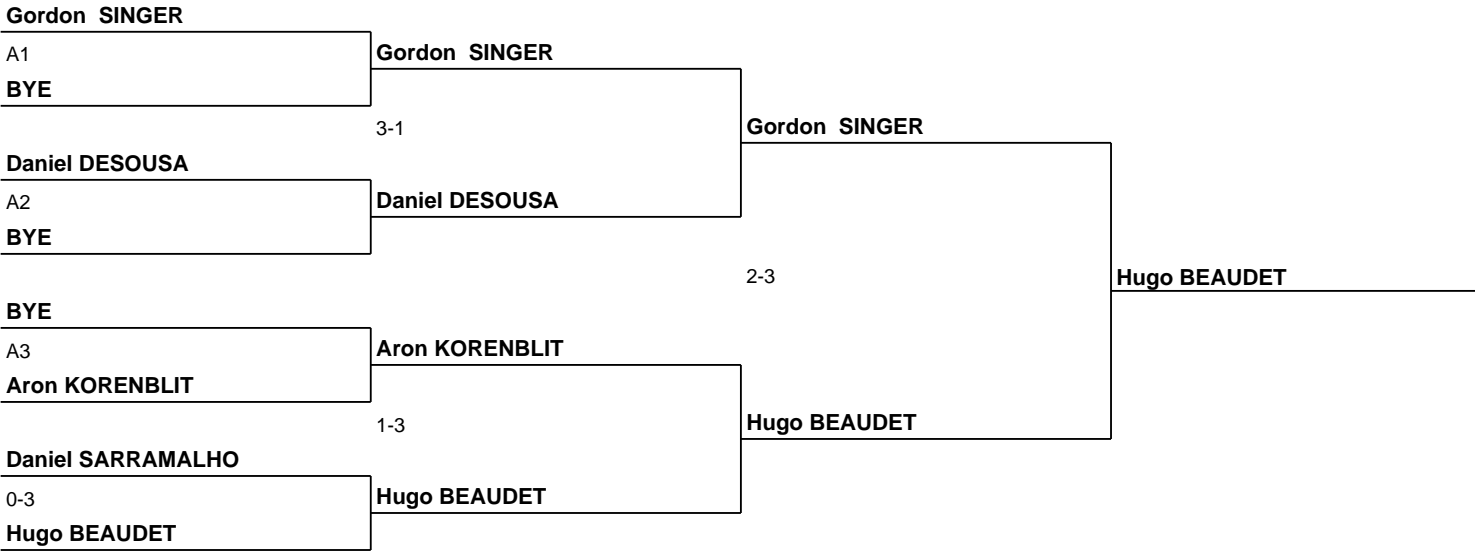 Gordon  SINGER
A1
Gordon  SINGER
BYE
3-1
Gordon  SINGER
Daniel DESOUSA
A2
Daniel DESOUSA
BYE
2-3
Hugo BEAUDET
BYE
A3
Aron KORENBLIT
Aron KORENBLIT
1-3
Hugo BEAUDET
Daniel SARRAMALHO
0-3
Hugo BEAUDET
Hugo BEAUDET